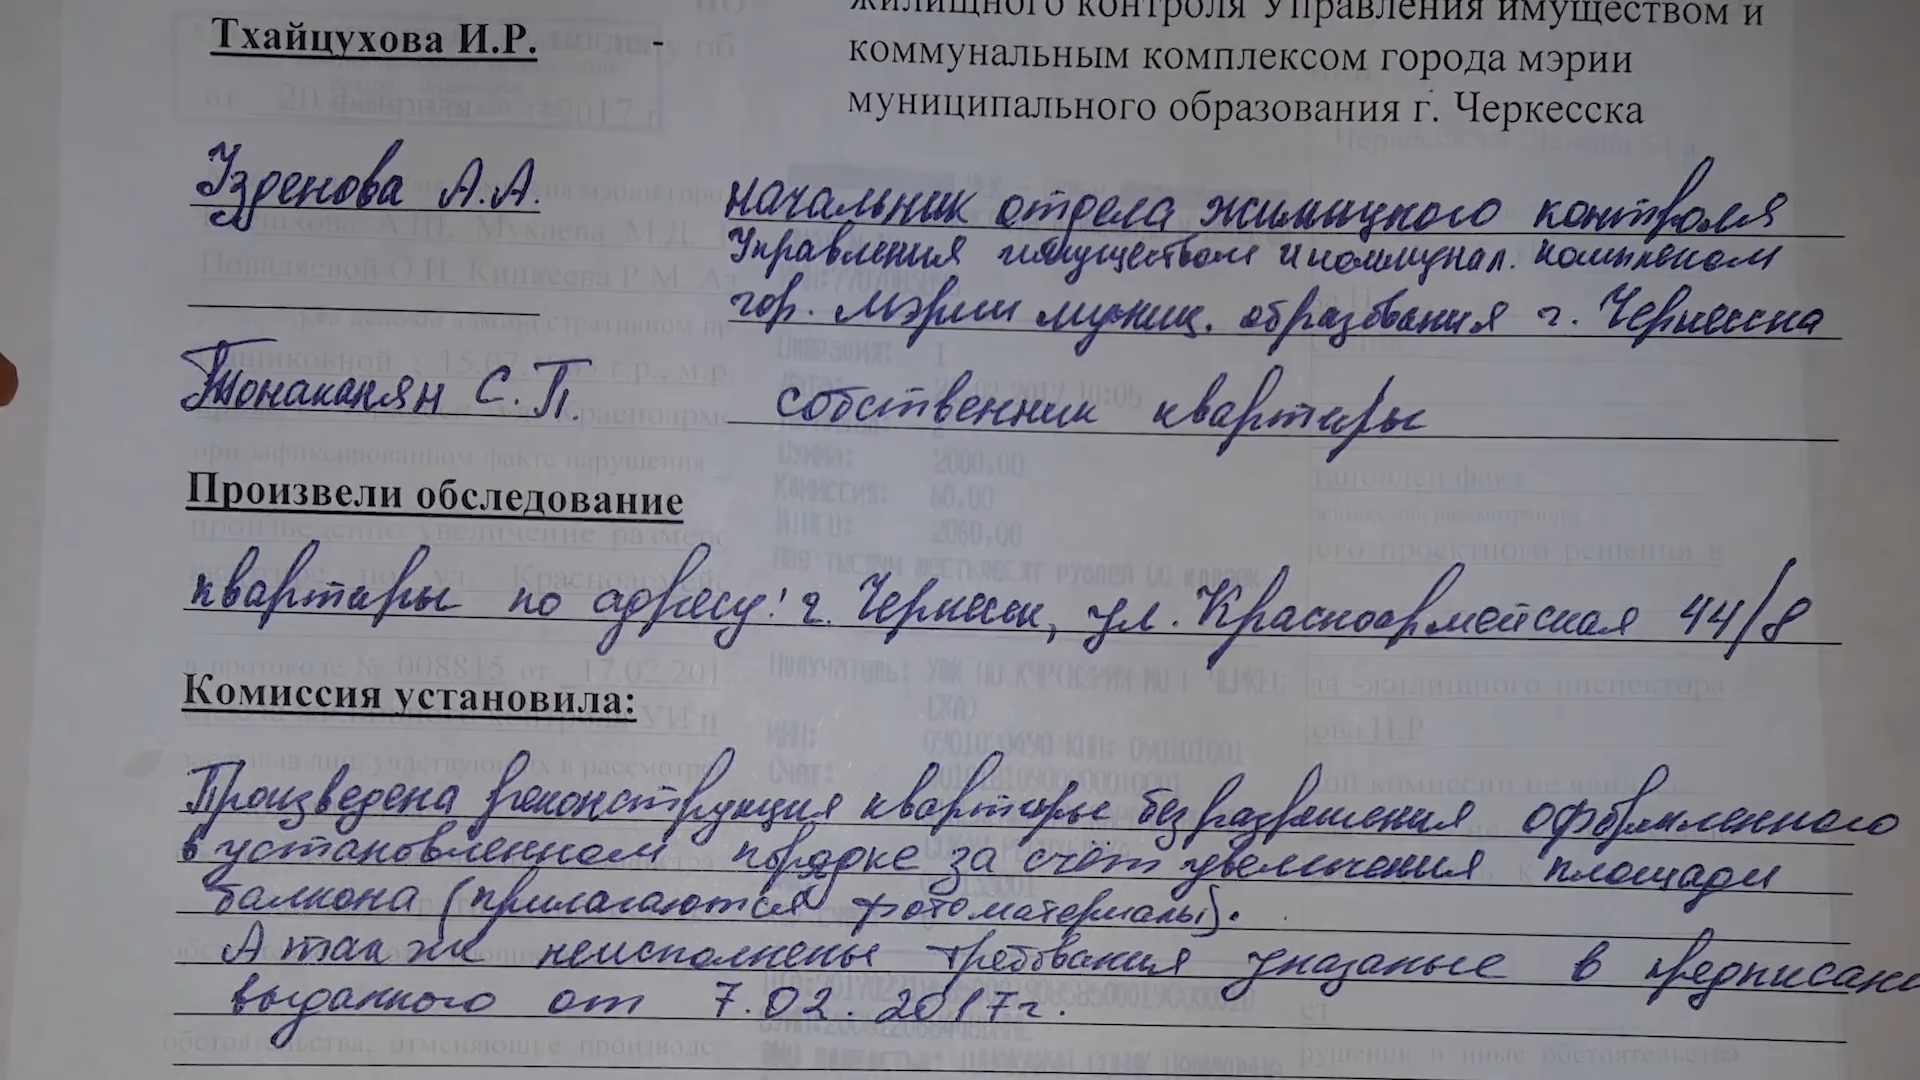 жилищного контроля Управления имуществом и
Тхайцухова И.Р. -
коммунальным комплексом города мэрии
муниципального образования г. Черкесска
Узденова А.А.
начальник отдела жилищного контроля
Управления имуществом и коммунал. комплексом
гор. мэрии муниц. образования г. Черкесска
Тонаканян С.П.
собственник квартиры
Произвели обследование
квартиры по адресу: г. Черкесск, ул. Красноармейская 44/8
Комиссия установила:
Произведена реконструкция квартиры без разрешения оформленного
в установленном порядке за счёт увеличения площади
балкона (прилагаются фотоматериалы).
А так же неисполнены требования указаные в предписани
выданного от 7.02.2017г.